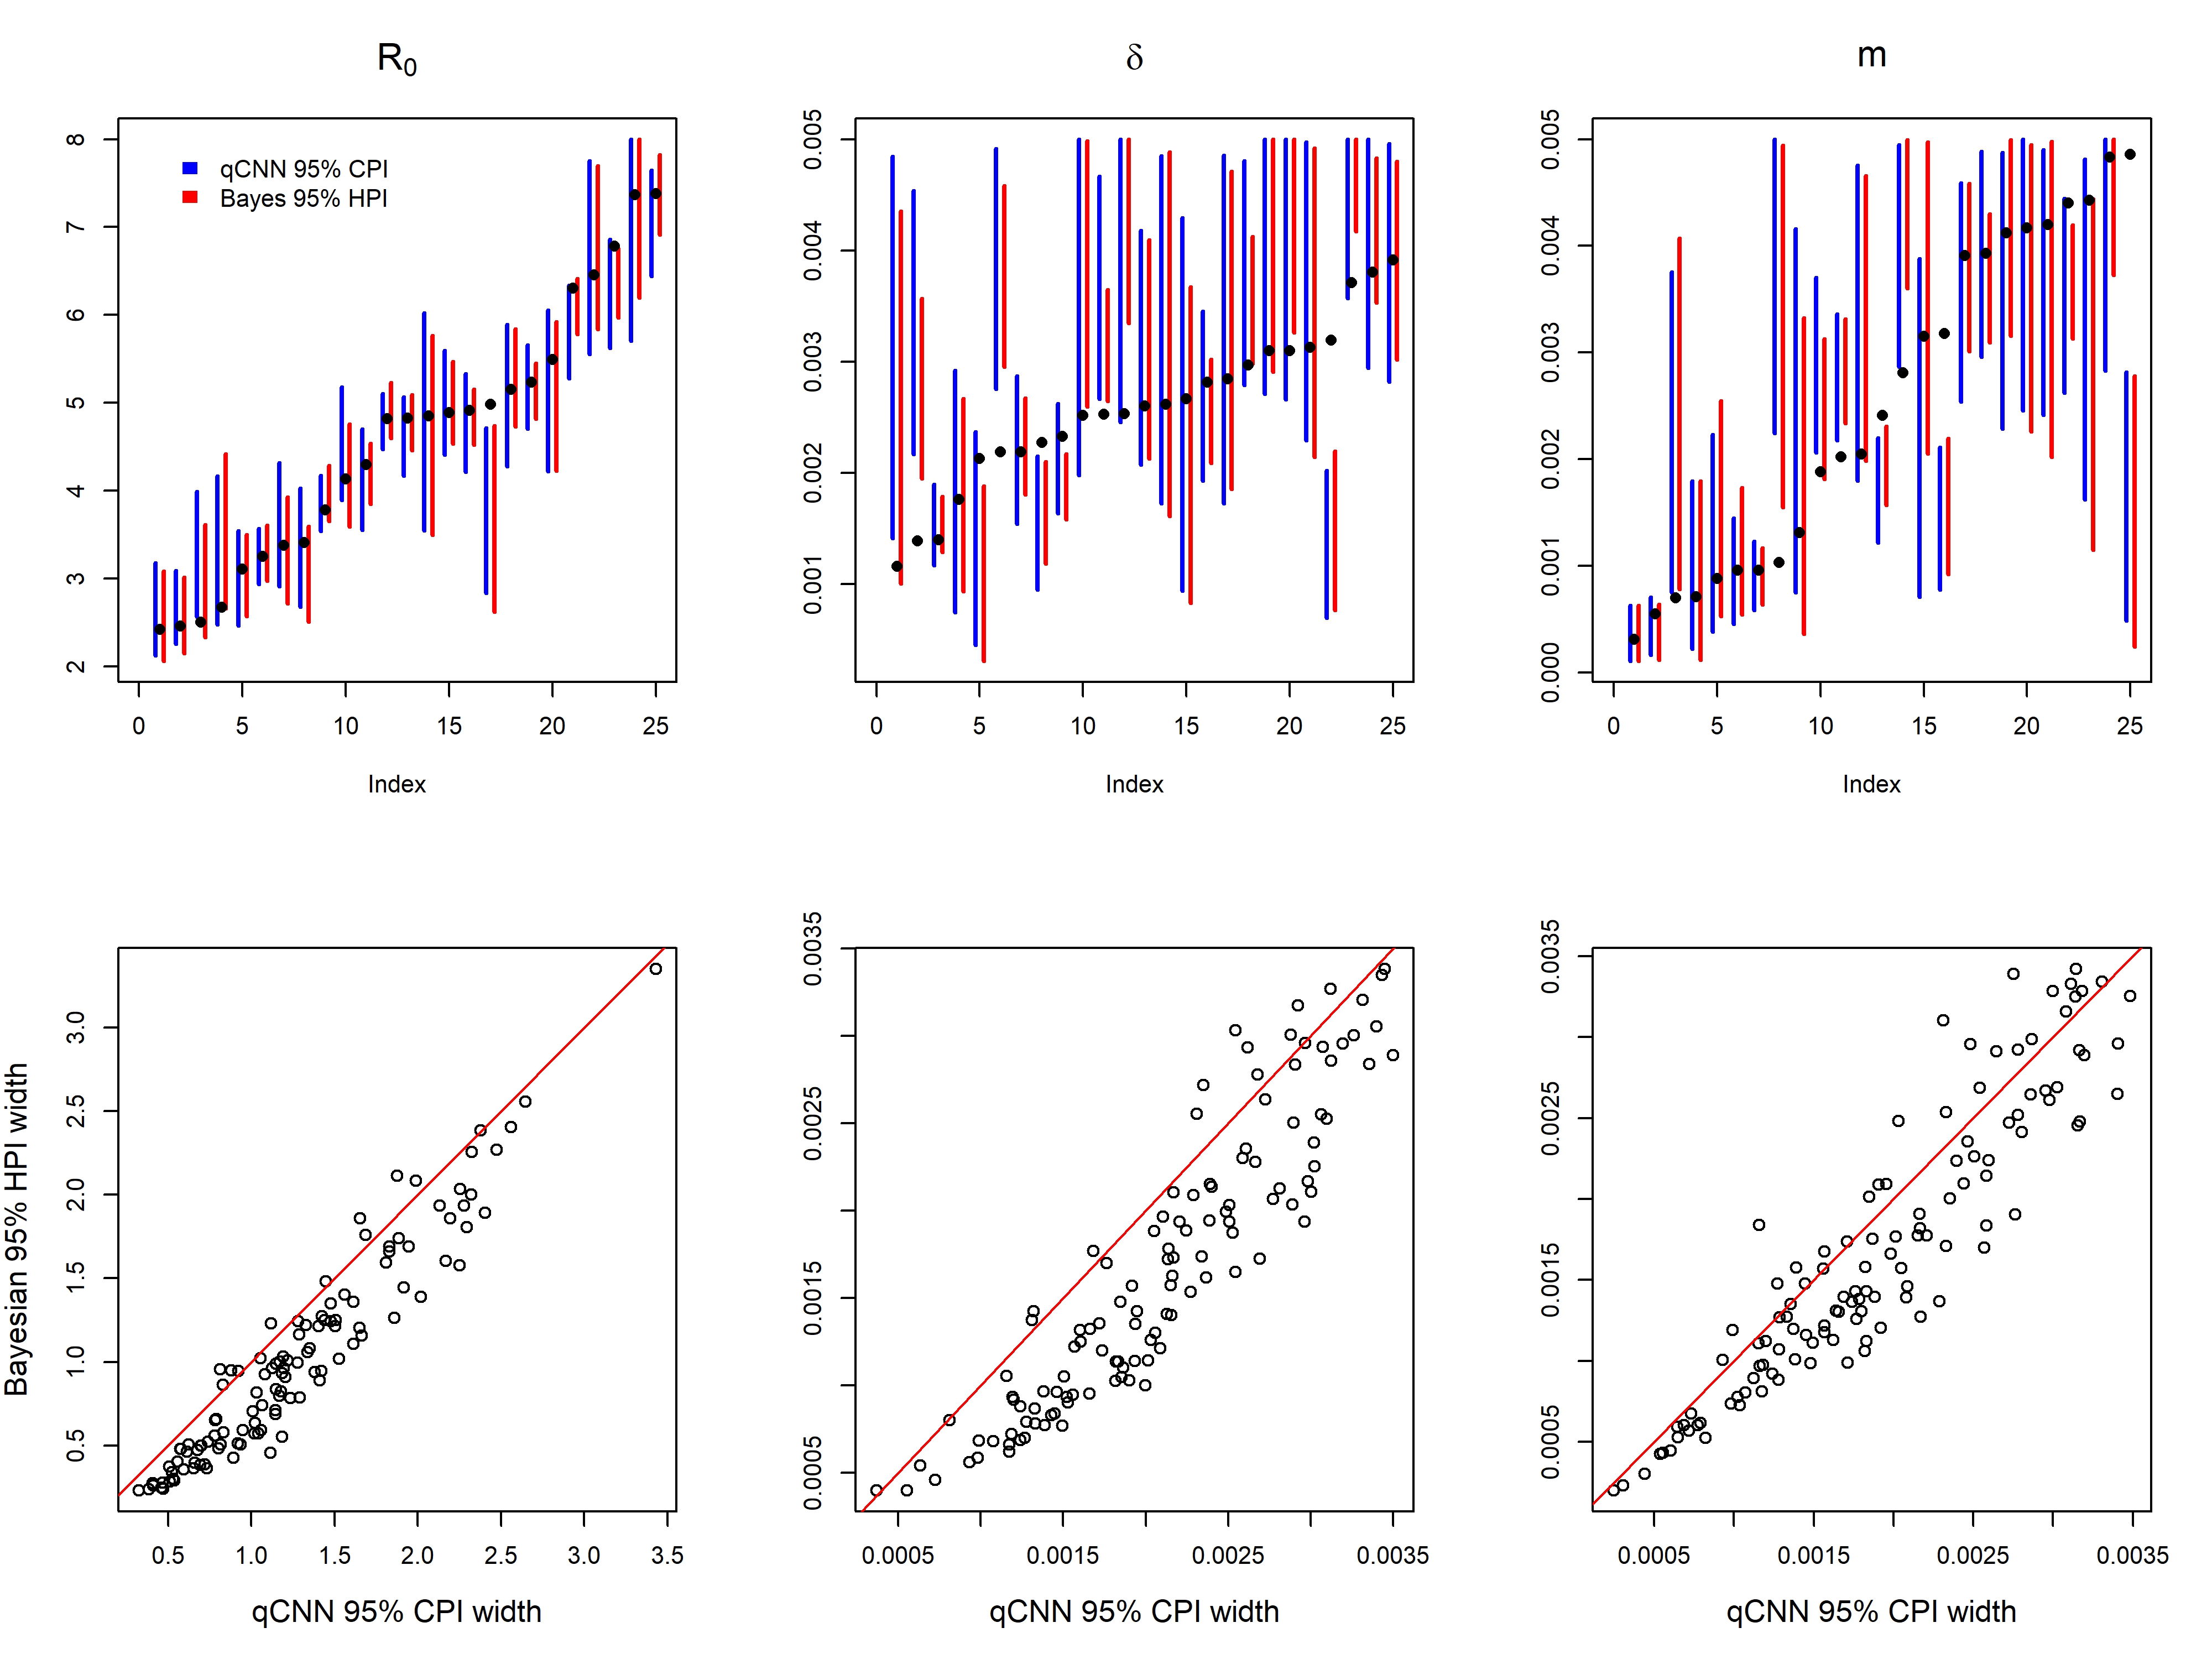 R₀
δ
m
qCNN 95% CPI
Bayes 95% HPI
8
7
6
5
4
3
2
0 5 10 15 20 25
Index
0.005
0.004
0.003
0.002
0.001
0 5 10 15 20 25
Index
0.005
0.004
0.003
0.002
0.001
0.000
0 5 10 15 20 25
Index
Bayesian 95% HPI width
3.0
2.5
2.0
1.5
1.0
0.5
0.5 1.0 1.5 2.0 2.5 3.0 3.5
qCNN 95% CPI width
0.0035
0.0025
0.0015
0.0005
0.0005 0.0015 0.0025 0.0035
qCNN 95% CPI width
0.0035
0.0025
0.0015
0.0005
0.0005 0.0015 0.0025 0.0035
qCNN 95% CPI width